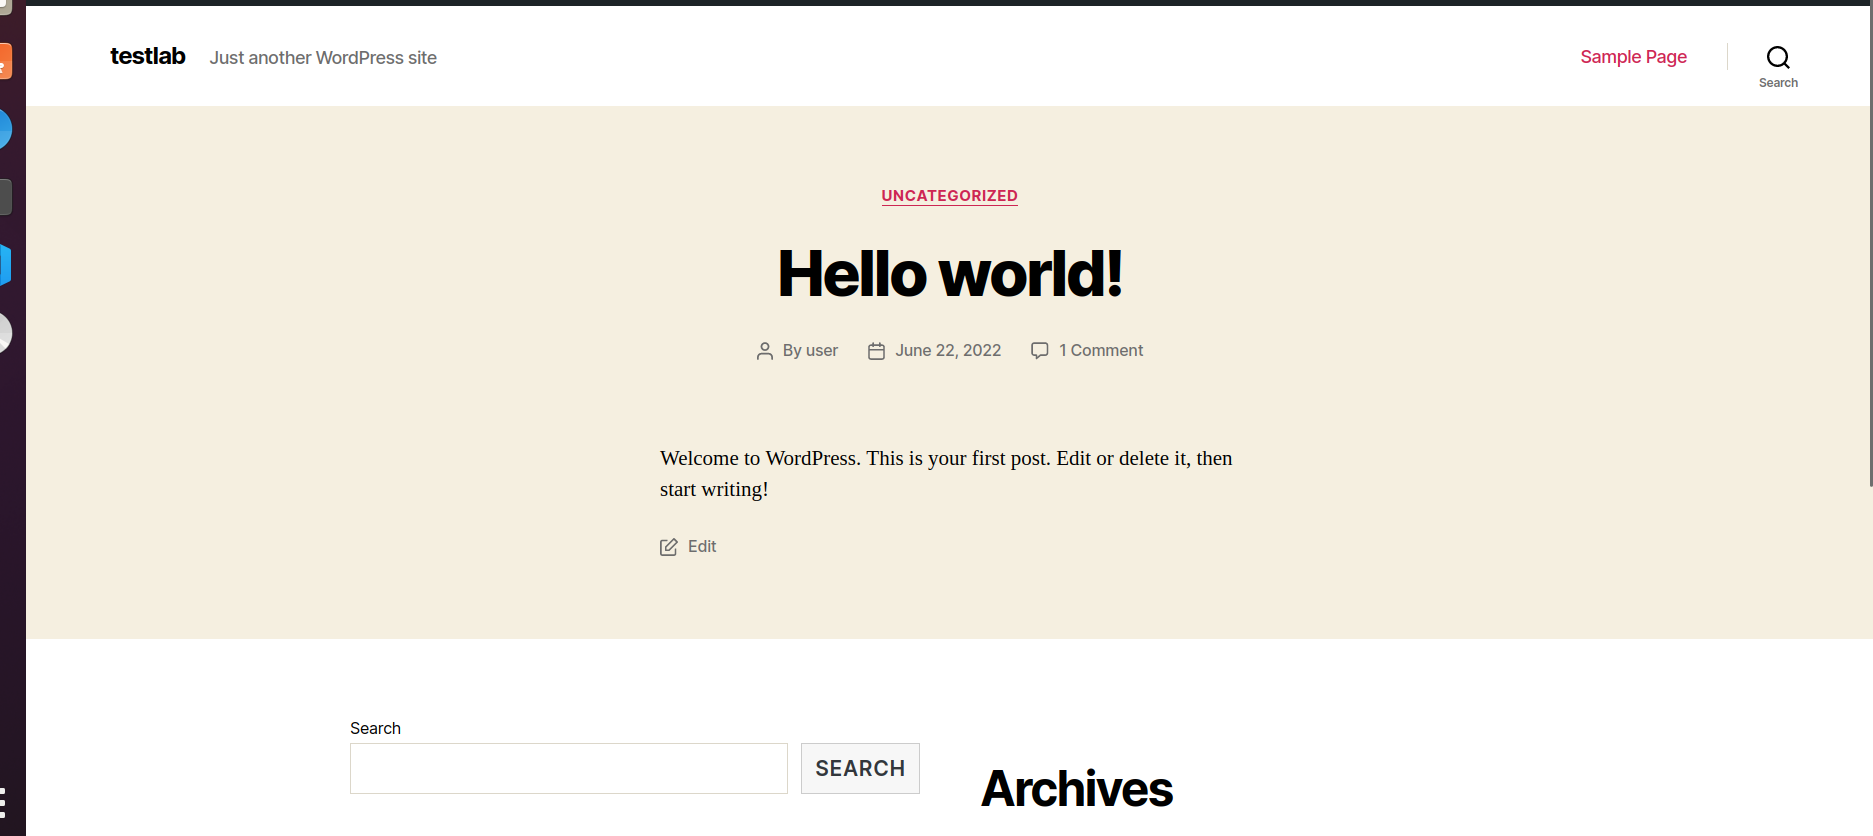 testlab Just another WordPress site Sample Page
Search
UNCATEGORIZED
Hello world!
By user June 22, 2022 1 Comment
Welcome to WordPress. This is your first post. Edit or delete it, then
start writing!
Edit
Search
SEARCH
Archives